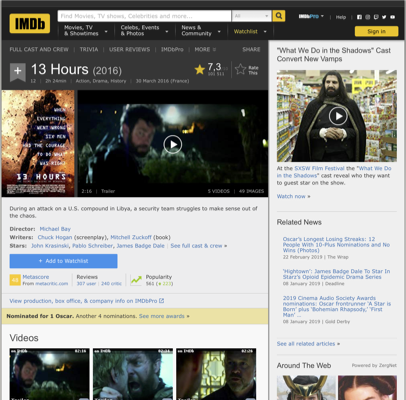 IMDb
Find Movies, TV shows, Celebrities and more...
All
IMDbPro
Help
Movies, TV
& Showtimes
Celebs, Events
& Photos
News &
Community
Watchlist
Sign in
FULL CAST AND CREW | TRIVIA | USER REVIEWS | IMDbPro | MORE
SHARE
13 Hours (2016)
12 | 2h 24min | Action, Drama, History | 30 March 2016 (France)
7,3
Rate
This
WHEN
EVERYTHING
WENT
WRONG
SIX MEN
HAD THE
COURAGE
TO DO
WHAT
WAS
RIGHT
13 HOURS
2:16 | Trailer
5 VIDEOS | 49 IMAGES
During an attack on a U.S. compound in Libya, a security team struggles to make sense out of
the chaos.
Director: Michael Bay
Writers: Chuck Hogan (screenplay), Mitchell Zuckoff (book)
Stars: John Krasinski, Pablo Schreiber, James Badge Dale | See full cast & crew »
+ Add to Watchlist
Metascore
From metacritic.com
Reviews
307 user | 240 critic
Popularity
View production, box office, & company info on IMDbPro
Nominated for 1 Oscar. Another 4 nominations. See more awards »
Videos
"What We Do in the Shadows" Cast
Convert New Vamps
At the SXSW Film Festival the "What We Do
in the Shadows" cast reveal who they want
to guest star on the show.
Watch now »
Related News
Oscar's Longest Losing Streaks: 12
People With 10-Plus Nominations and
No Wins (Photos)
22 February 2019 | The Wrap
'Hightown': James Badge Dale To Star In
Starz's Opioid Epidemic Drama Series
08 January 2019 | Deadline
2019 Cinema Audio Society Awards
nominations: Oscar frontrunner 'A Star is
Born' plus 'Bohemian Rhapsody,' 'First
Man'...
08 January 2019 | Gold Derby
See all related articles »
Around The Web
Powered by ZergNet